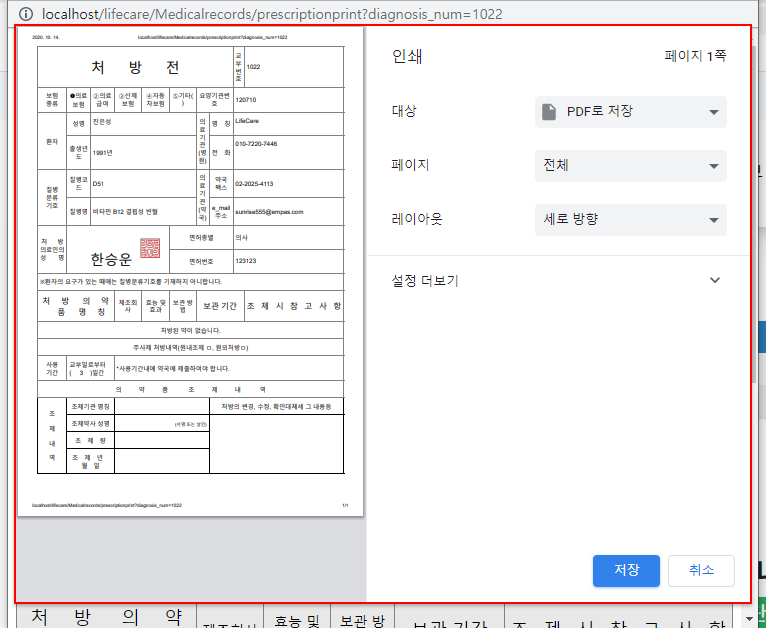 localhost/lifecare/Medicalrecords/prescriptionprint?diagnosis_num=1022
2020. 10. 14.
localhost/lifecare/Medicalrecords/prescriptionprint?diagnosis_num=1022
처 방 전
교부번호
1022
보험종류
●의료보험
②의료급여
③산재보험
④자동차보험
⑤기타( )
요양기관번호
120710
환자
성명
진은성
의료기관(병원)
명 칭
LifeCare
출생년도
1991년
전 화
010-7220-7446
질병분류기호
질병코드
D51
의료기관(약국)
약국팩스
02-2025-4113
질병명
비타민 B12 결핍성 빈혈
e_mail주소
sunrise555@empas.com
처 방
의료민의
성 명
한승운
면허종별
의사
면허번호
123123
※환자의 요구가 있는 때에는 질병분류기호를 기재하지 아니합니다.
처 방 의 약
품 명 칭
제조회사
효능 및 효과
보관 방법
보관 기간
조 제 시 참 고 사 항
처방된 약이 없습니다.
주사제 처방내역(원내조제 ㅁ, 원외처방ㅁ)
사용기간
교부일로부터
( 3 )일간
*사용기간내에 약국에 제출하여야 합니다.
의 약 품 조 제 내 역
조 제 내 역
조제기관 명칭
처방의 변경, 수정, 확인대체세 그 내용등
조제약사 성명
(서명 또는 날인)
조 제 량
조 제 년 월 일
localhost/lifecare/Medicalrecords/prescriptionprint?diagnosis_num=1022
1/1
인쇄
페이지 1쪽
대상
PDF로 저장
페이지
전체
레이아웃
세로 방향
설정 더보기
저장
취소
처 방 의 약
제조회사
효능 및
보관 방
보관 기간
조 제 시 참 고 사 항